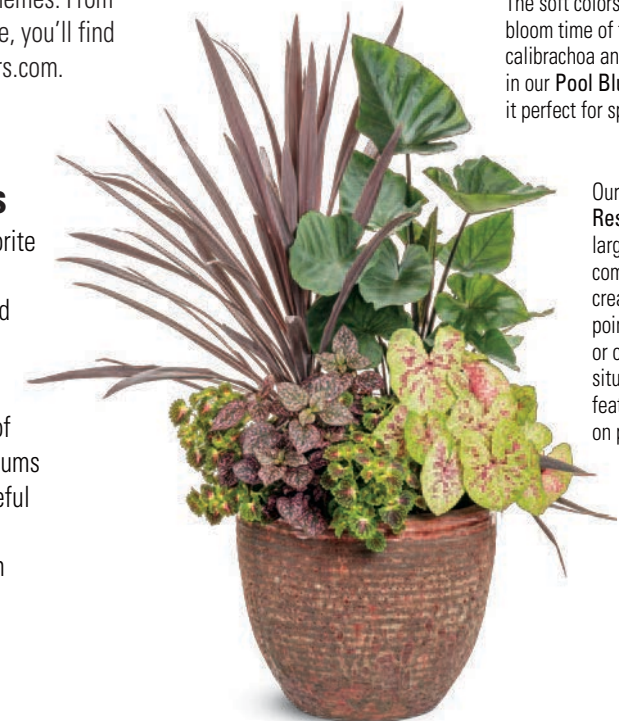 hemes. From
e, you'll find
rs.com.
s
orite
d
of
ums
eful
n
The soft colors
bloom time of t
calibrachoa an
in our Pool Blu
it perfect for sp
Our
Res
larg
com
crea
poin
or c
situ
feat
on p